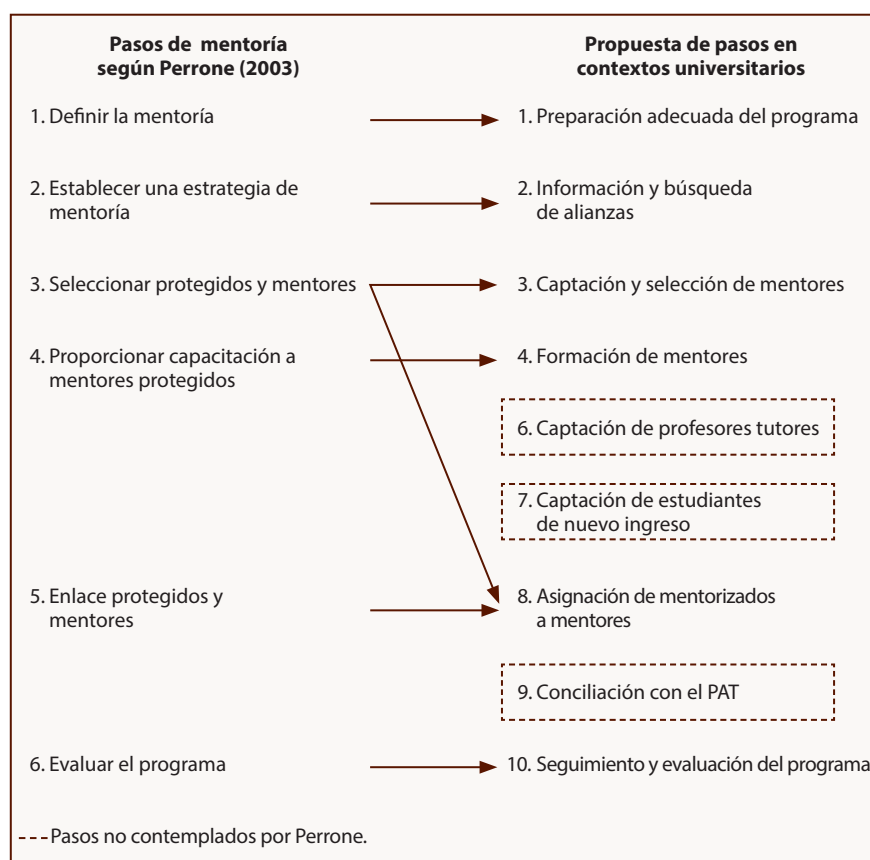 Pasos de mentoría
según Perrone (2003)
Propuesta de pasos en
contextos universitarios
1. Definir la mentoría
1. Preparación adecuada del programa
2. Establecer una estrategia de
mentoría
2. Información y búsqueda
de alianzas
3. Seleccionar protegidos y mentores
3. Captación y selección de mentores
4. Proporcionar capacitación a
mentores protegidos
4. Formación de mentores
6. Captación de profesores tutores
7. Captación de estudiantes
de nuevo ingreso
5. Enlace protegidos y
mentores
8. Asignación de mentorizados
a mentores
9. Conciliación con el PAT
6. Evaluar el programa
10. Seguimiento y evaluación del programa
Pasos no contemplados por Perrone.